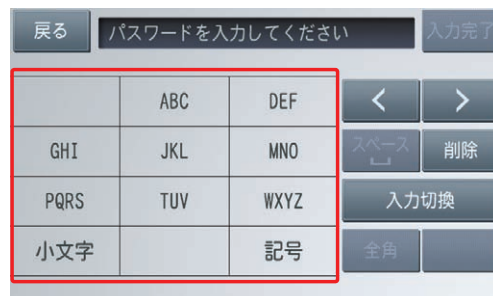 戻る パスワードを入力してください 入力完了
ABC DEF < >
GHI JKL MNO スペース 削除
PQRS TUV WXYZ 入力切換
小文字 記号 全角